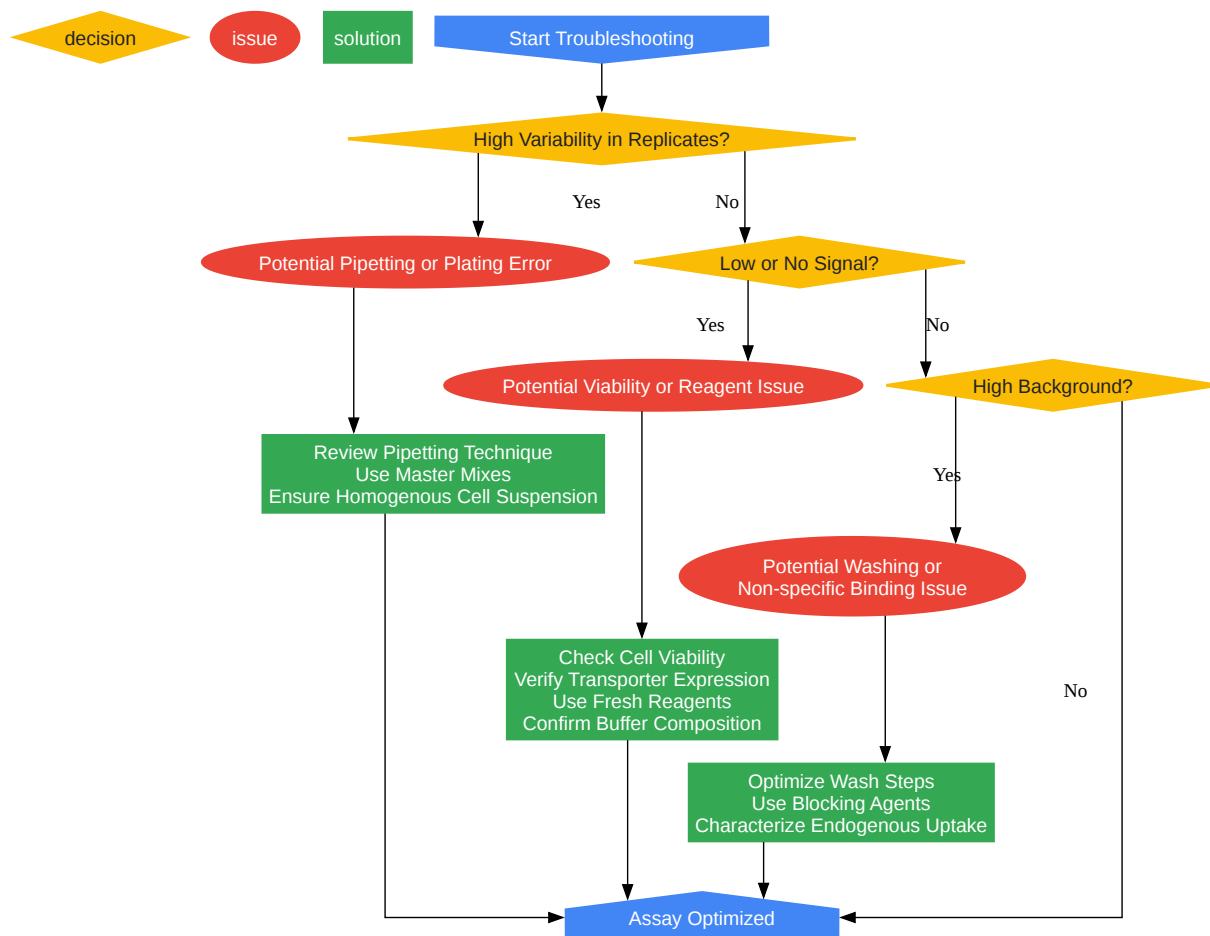 decision
issue
solution
Start Troubleshooting
High Variability in Replicates?
Yes
No
Potential Pipetting or Plating Error
Low or No Signal?
Yes
No
Potential Viability or Reagent Issue
High Background?
Review Pipetting Technique
Use Master Mixes
Ensure Homogenous Cell Suspension
Yes
Potential Washing or
Non-specific Binding Issue
Check Cell Viability
Verify Transporter Expression
Use Fresh Reagents
Confirm Buffer Composition
No
Optimize Wash Steps
Use Blocking Agents
Characterize Endogenous Uptake
Assay Optimized